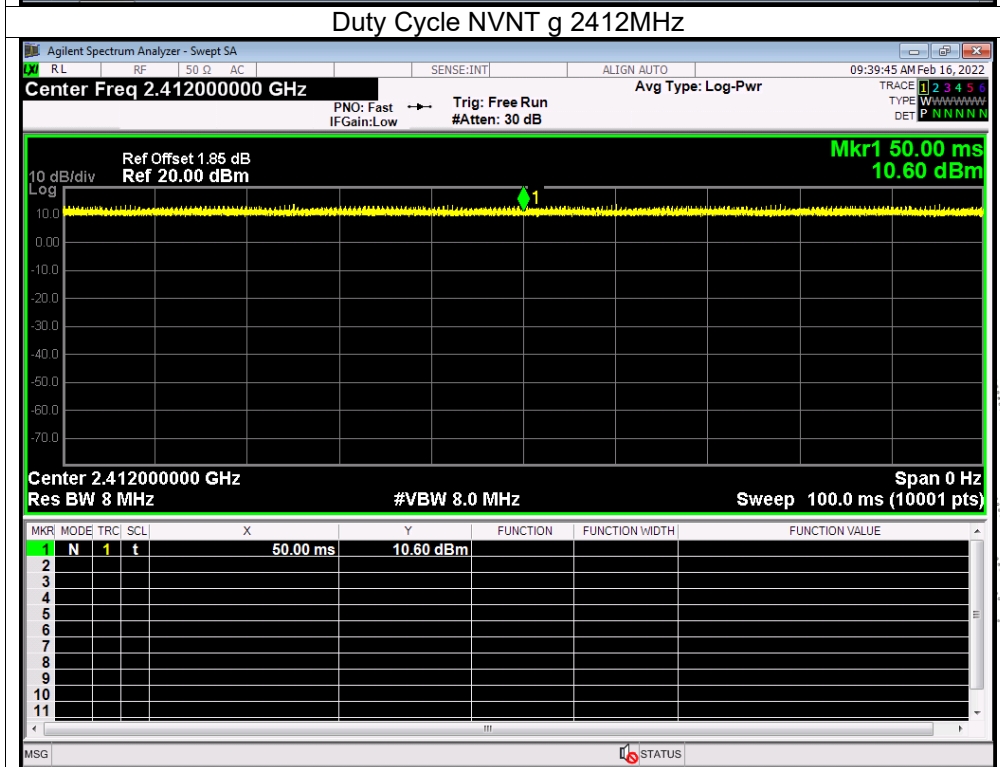 Duty Cycle NVNT g 2412MHz
Agilent Spectrum Analyzer - Swept SA
LXI RL RF 50 Ω AC SENSE:INT ALIGN AUTO 09:39:45 AM Feb 16, 2022
Center Freq 2.412000000 GHz
PNO: Fast
IFGain:Low
Trig: Free Run
#Atten: 30 dB
Avg Type: Log-Pwr
TRACE 1 2 3 4 5 6
TYPE WWWWWW
DET P N N N N N
Mkr1 50.00 ms
10.60 dBm
Ref Offset 1.85 dB
10 dB/div Ref 20.00 dBm
Log
1
10.0
0.00
-10.0
-20.0
-30.0
-40.0
-50.0
-60.0
-70.0
Center 2.412000000 GHz Span 0 Hz
Res BW 8 MHz #VBW 8.0 MHz Sweep 100.0 ms (10001 pts)
MKR MODE TRC SCL X Y FUNCTION FUNCTION WIDTH FUNCTION VALUE
1 N 1 t 50.00 ms 10.60 dBm
2
3
4
5
6
7
8
9
10
11
MSG STATUS